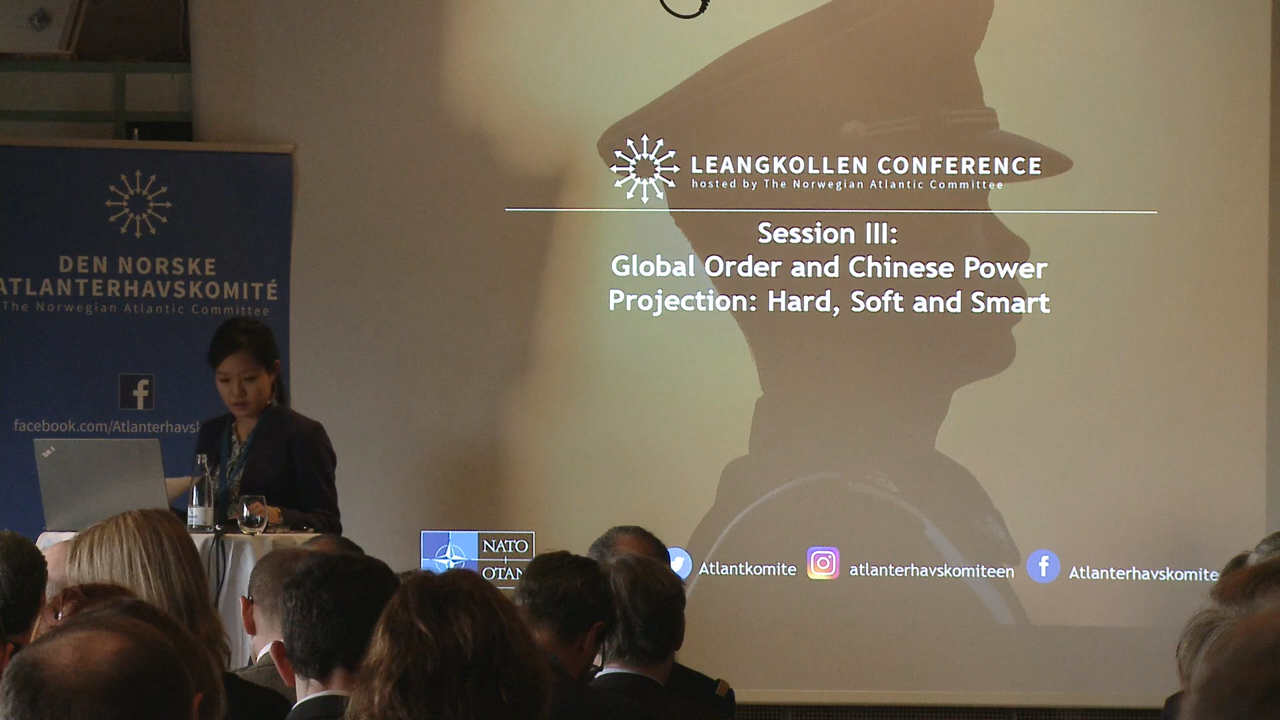 DEN NORSKE
ATLANTERHAVSKOMITÉ
The Norwegian Atlantic Committee
facebook.com/Atlanterhavsk
LEANGKOLLEN CONFERENCE
hosted by The Norwegian Atlantic Committee
Session III:
Global Order and Chinese Power
Projection: Hard, Soft and Smart
NATO
OTAN
Atlantkomite
atlanterhavskomiteen
Atlanterhavskomite